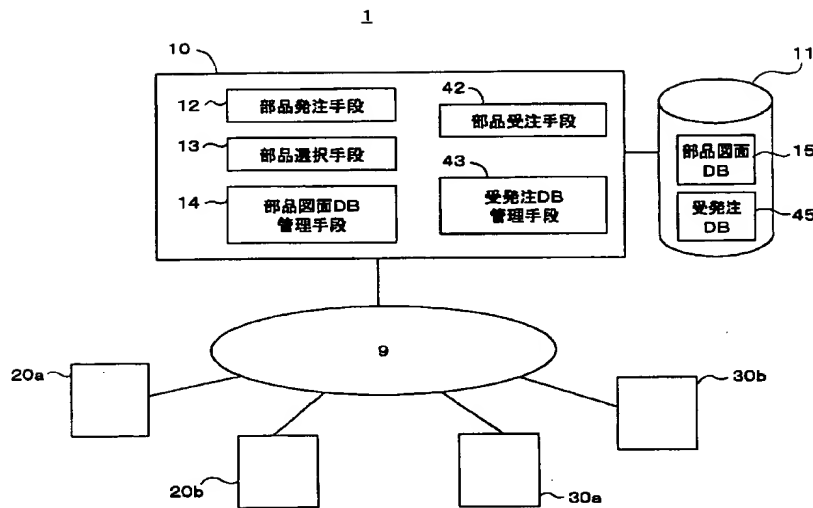 1
10
11
12
部品発注手段
42
部品受注手段
13
部品選択手段
43
14
部品図面DB
管理手段
受発注DB
管理手段
部品図面
DB
15
受発注
DB
45
9
20a
30b
20b
30a